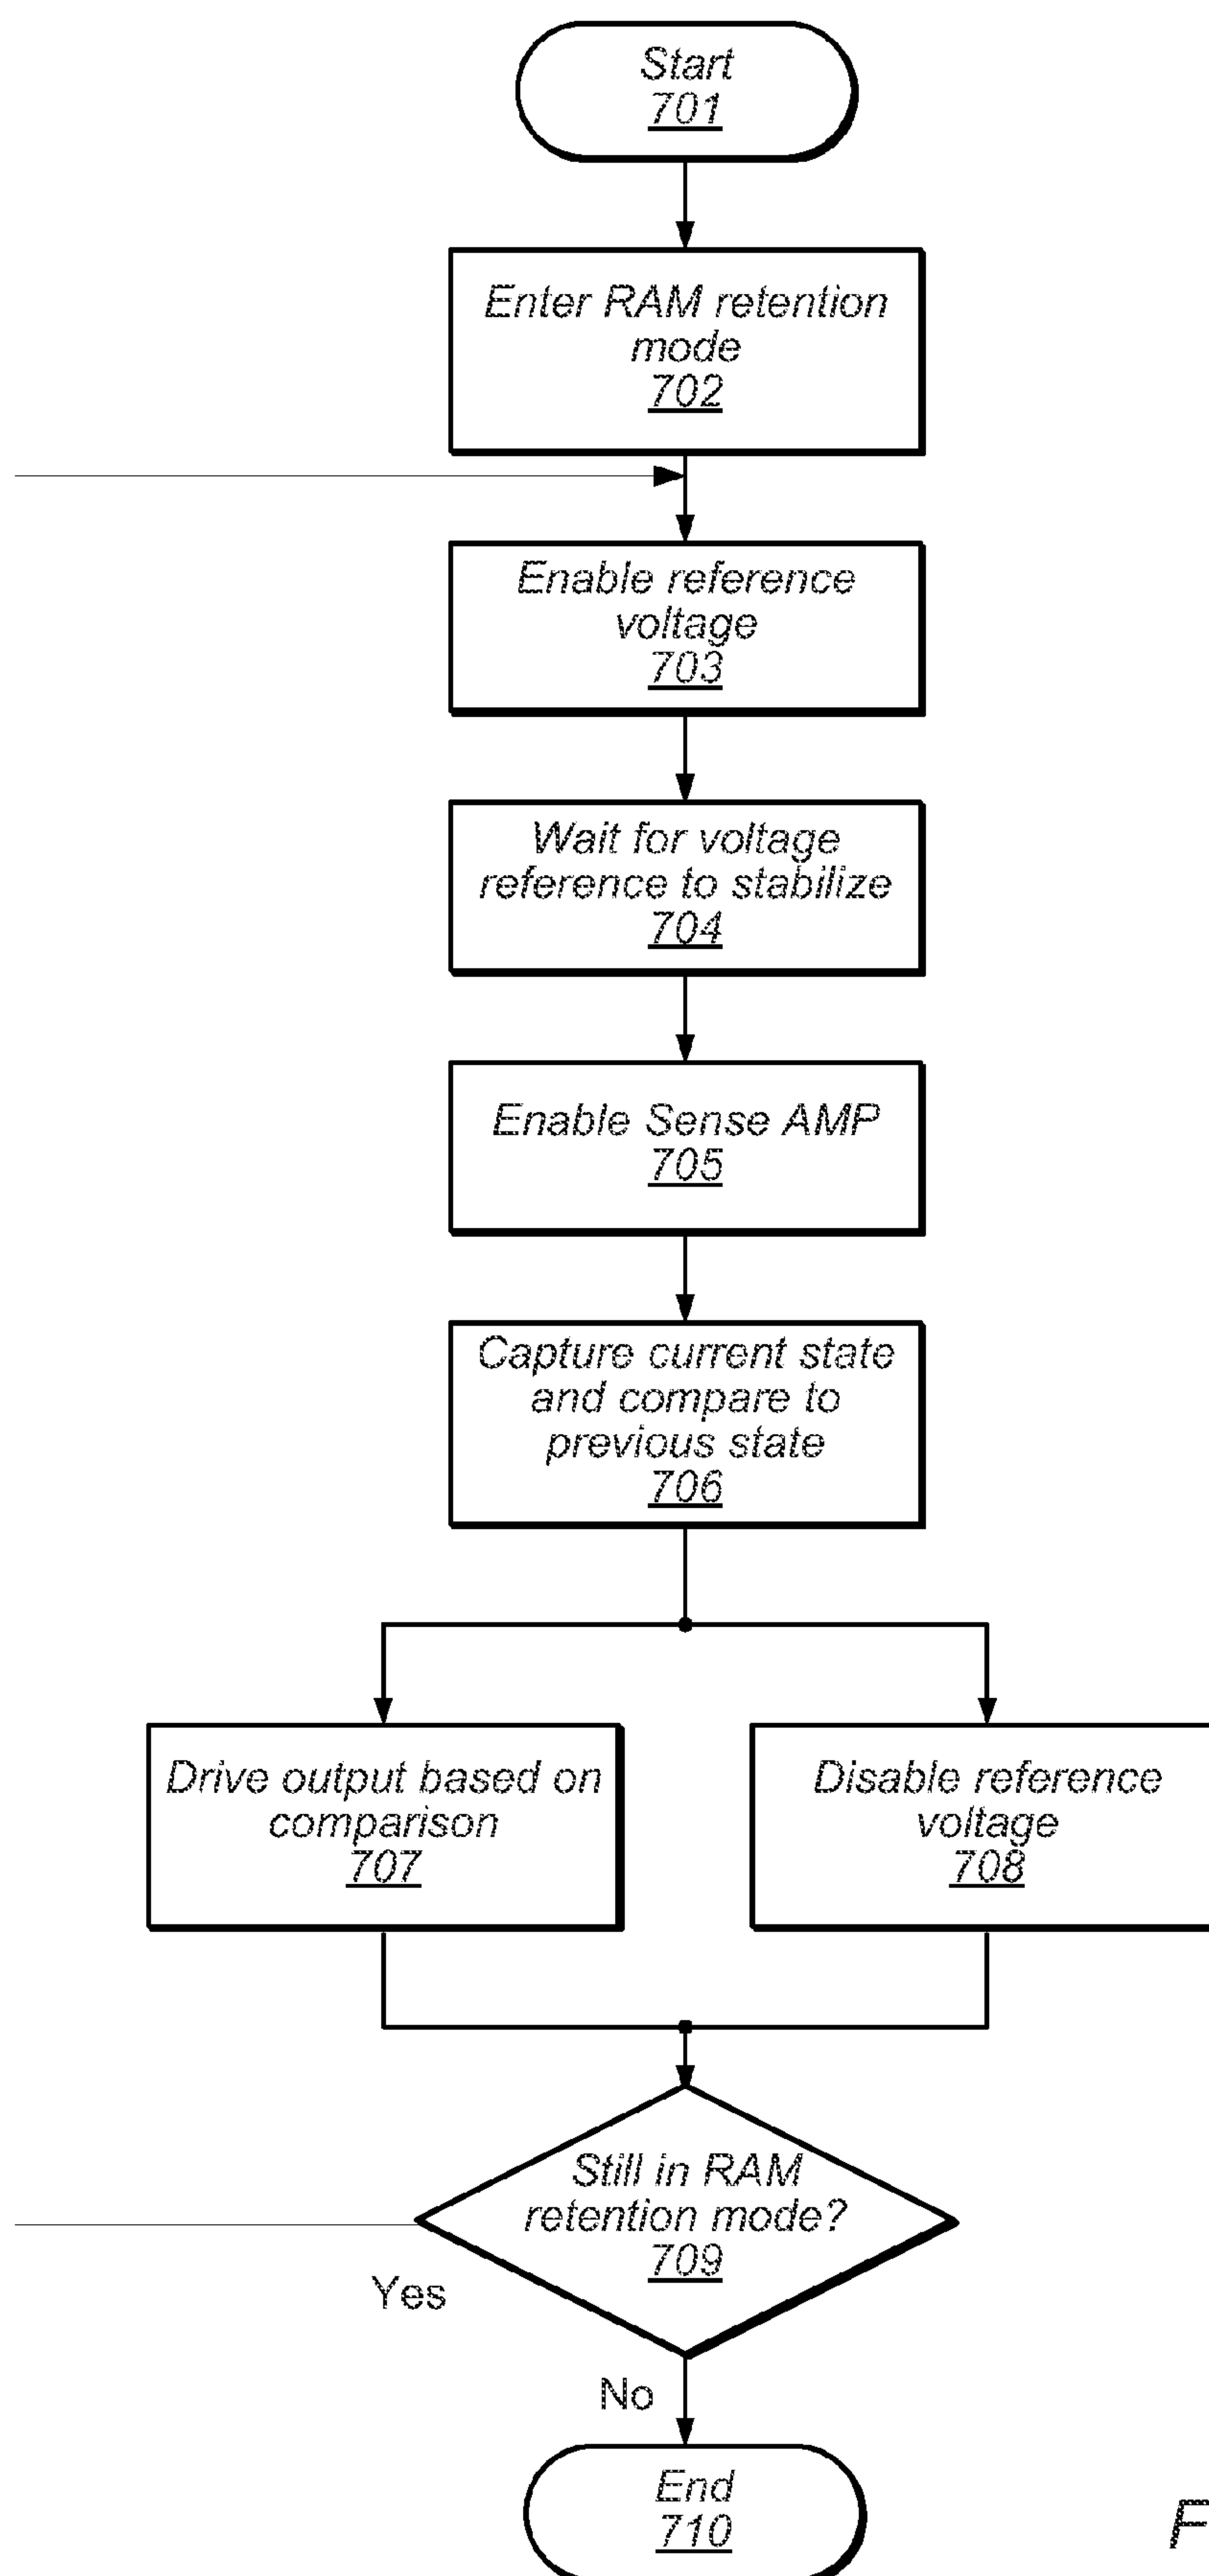 Start
701
Enter RAM retention
mode
702
Enable reference
voltage
703
Wait for voltage
reference to stabilize
704
Enable Sense AMP
705
Capture current state
and compare to
previous state
706
Drive output based on
comparison
707
Disable reference
voltage
708
Still in RAM
retention mode?
709
Yes
No
End
710
F